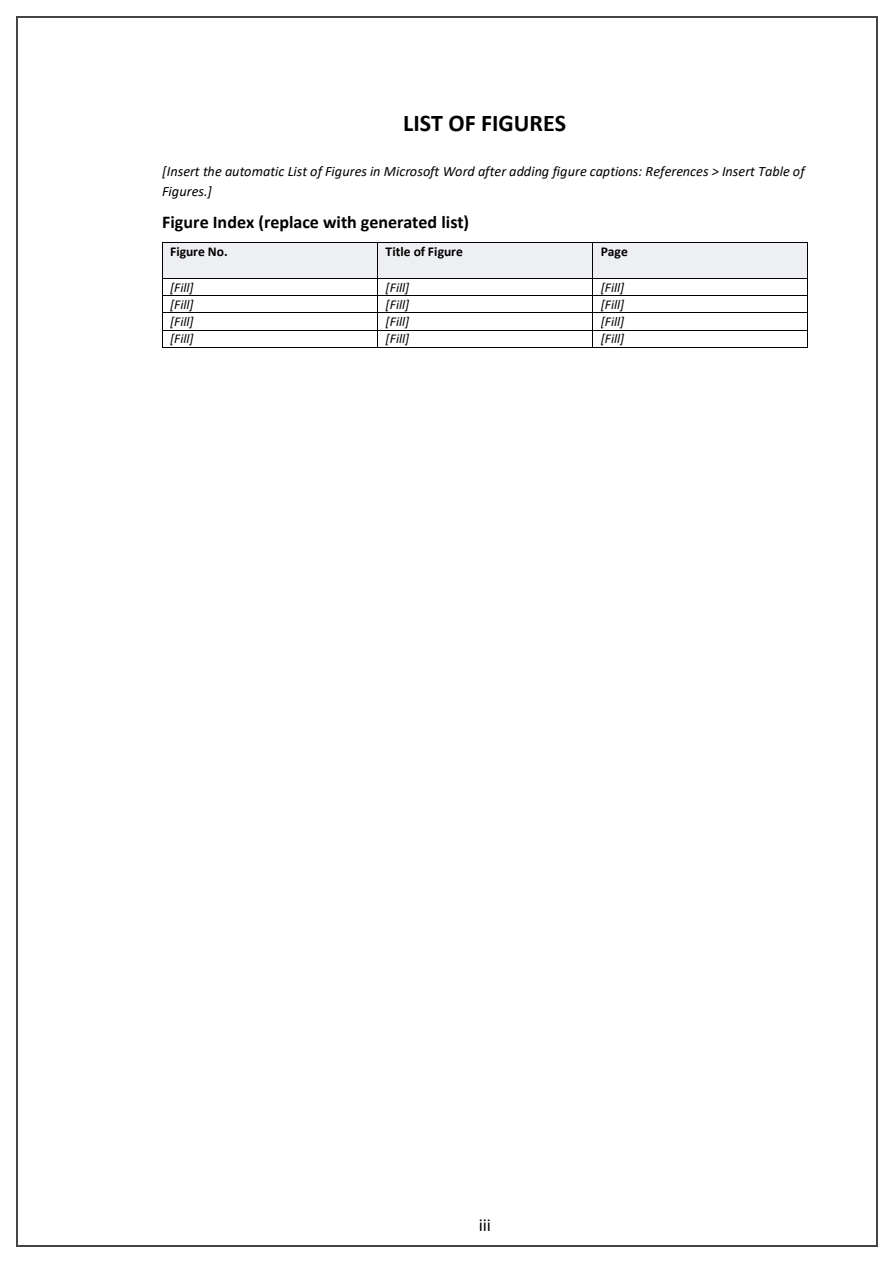 LIST OF FIGURES
[Insert the automatic List of Figures in Microsoft Word after adding figure captions: References > Insert Table of
Figures.]
Figure Index (replace with generated list)
Figure No. Title of Figure Page
[Fill] [Fill] [Fill]
[Fill] [Fill] [Fill]
[Fill] [Fill] [Fill]
[Fill] [Fill] [Fill]
iii